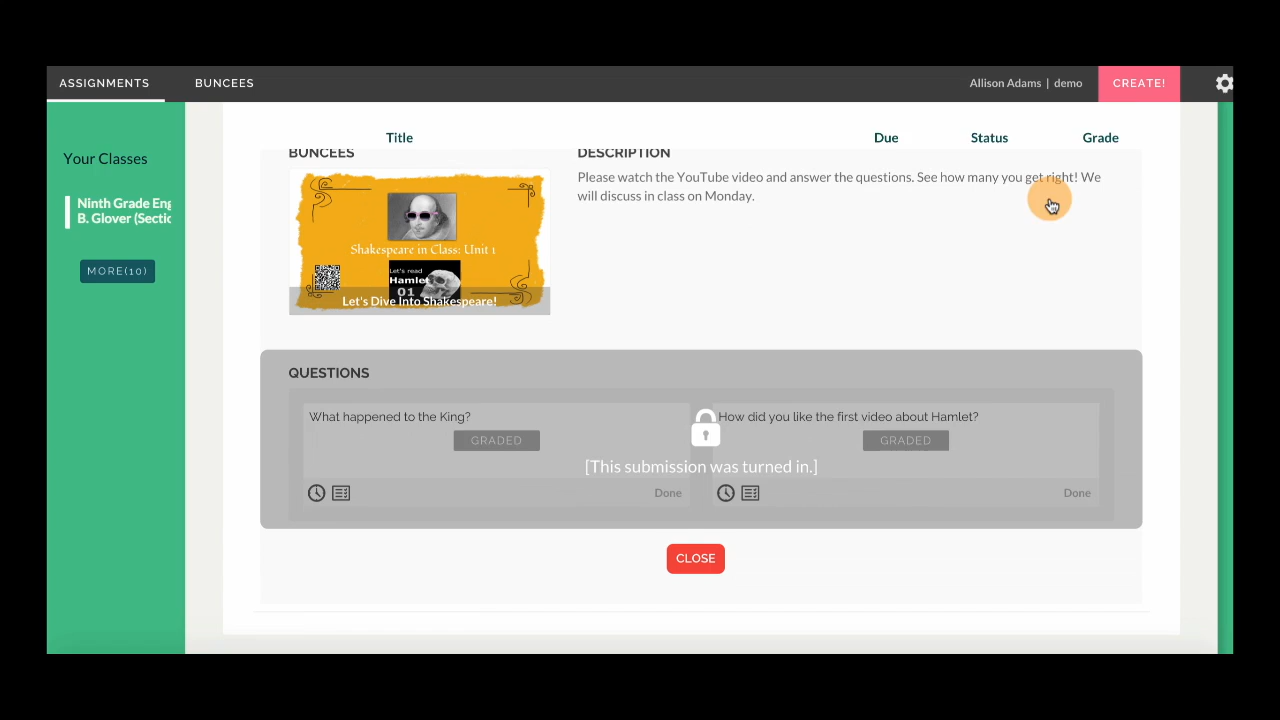 ASSIGNMENTS BUNCEES Allison Adams | demo CREATE!
Your Classes
Ninth Grade Eng
B. Glover (Sectio
MORE(10)
Title Due Status Grade
BUNCEES
DESCRIPTION
Please watch the YouTube video and answer the questions. See how many you get right! We
will discuss in class on Monday.
Shakespeare in Class: Unit 1
Let's read
Hamlet
01
Let's Dive Into Shakespeare!
QUESTIONS
What happened to the King?
GRADED
Done
How did you like the first video about Hamlet?
GRADED
Done
[This submission was turned in.]
CLOSE